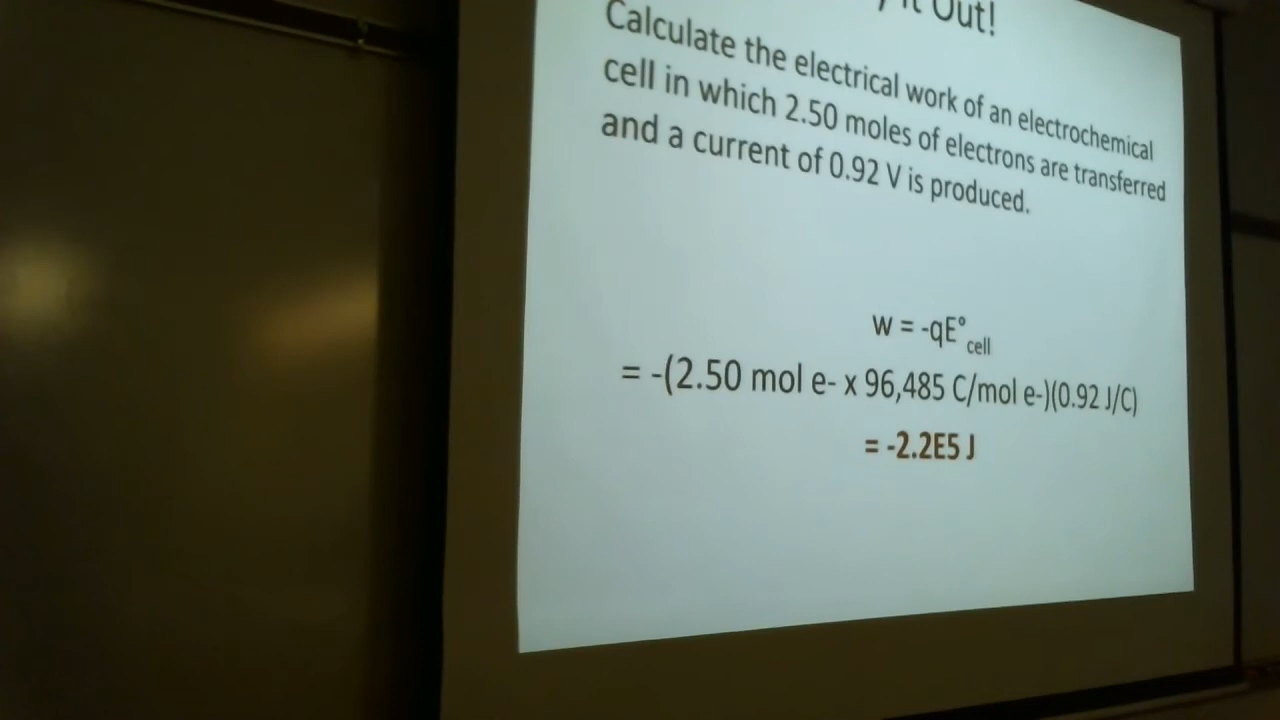 It Out!
Calculate the electrical work of an electrochemical
cell in which 2.50 moles of electrons are transferred
and a current of 0.92 V is produced.
w = -qE°cell
= -(2.50 mol e- x 96,485 C/mol e-)(0.92 J/C)
= -2.2E5 J